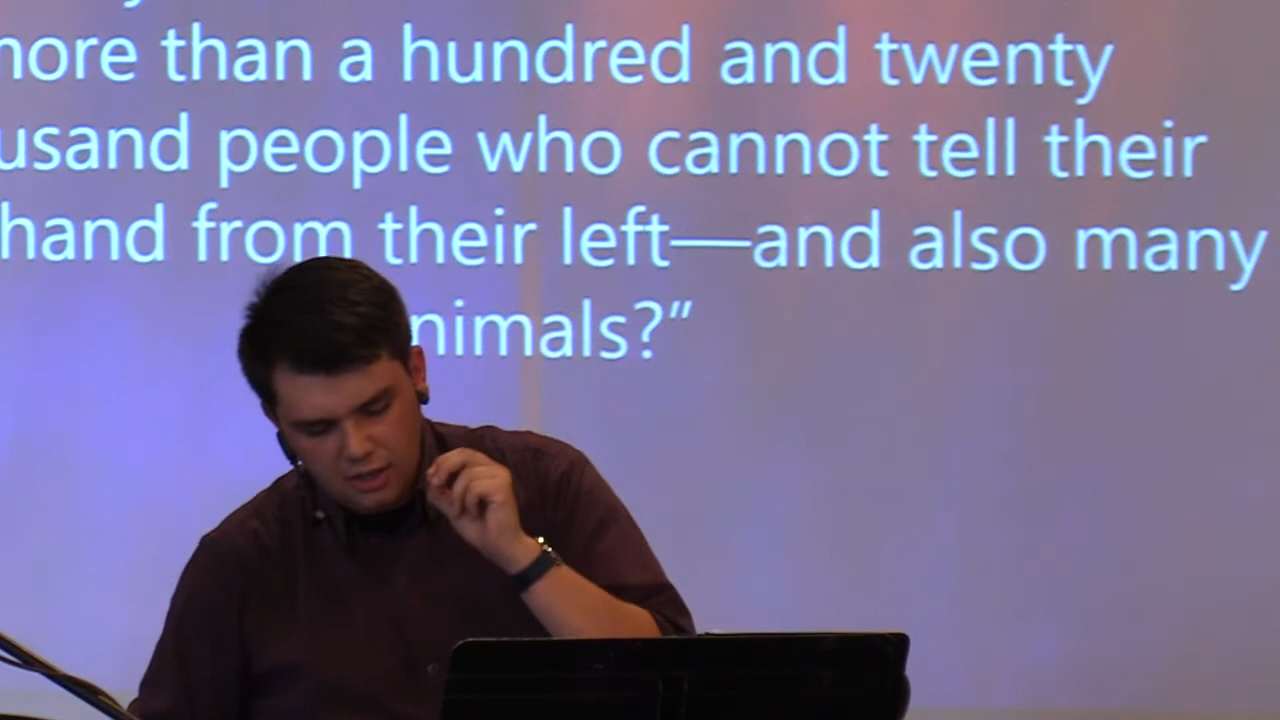 more than a hundred and twenty
usand people who cannot tell their
hand from their left—and also many
nimals?”